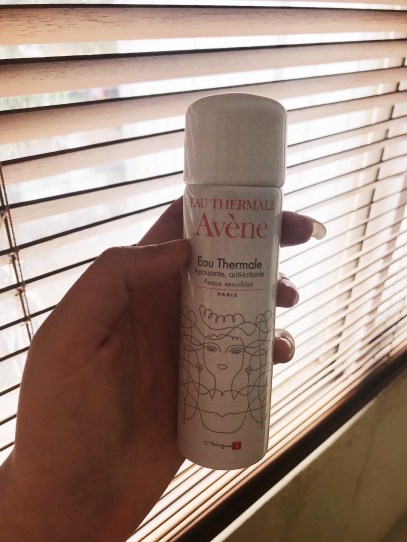 EAU THERMALE
Avène
Eau Thermale
Apaisante, anti-irritante
Peaux sensibles
PARIS